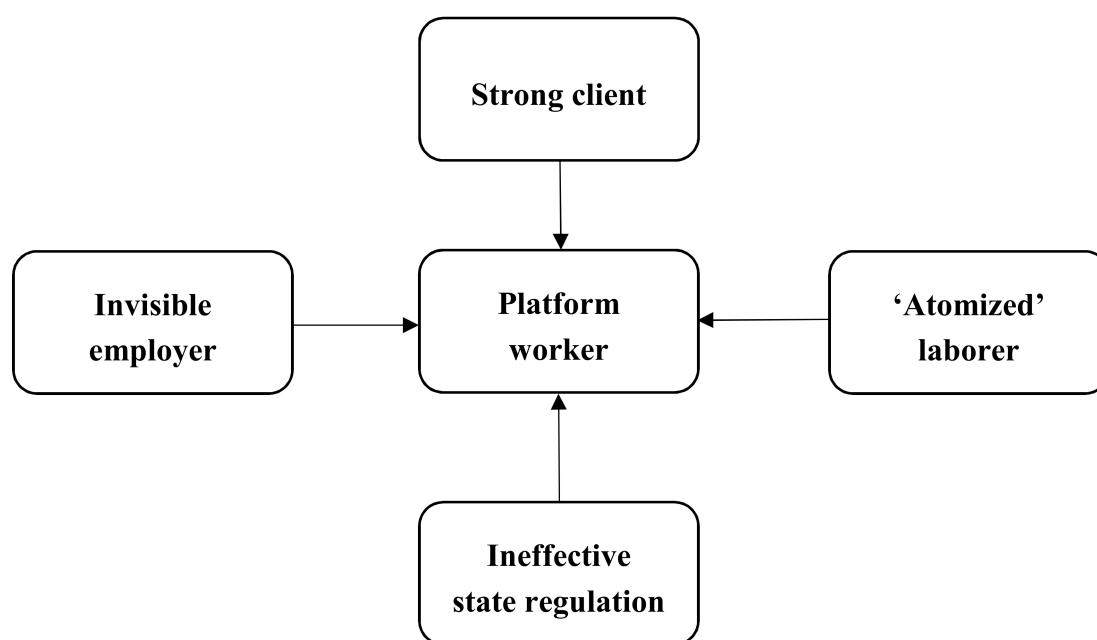 Strong client
Invisible
employer
Platform
worker
‘Atomized’
laborer
Ineffective
state regulation